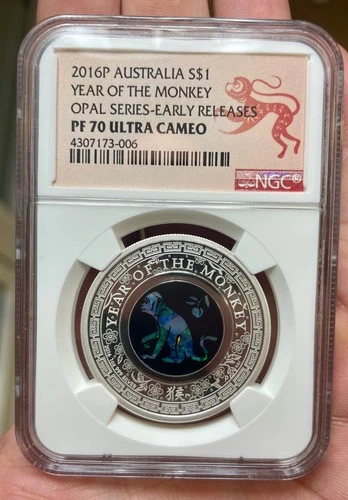 2016P AUSTRALIA S$1
YEAR OF THE MONKEY
OPAL SERIES-EARLY RELEASES
PF 70 ULTRA CAMEO
4307173-006
NGC®
YEAR OF THE MONKEY
猴